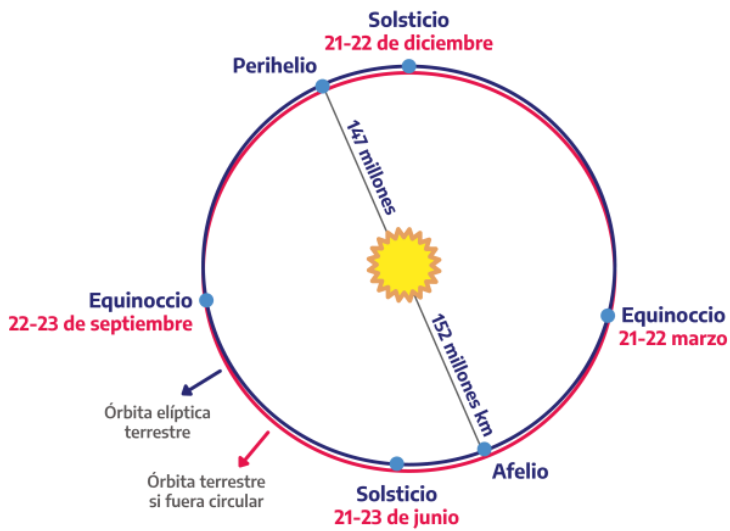 Solsticio
21-22 de diciembre
Perihelio
147 millones
Equinoccio
22-23 de septiembre
Equinoccio
21-22 marzo
152 millones km
Órbita elíptica
terrestre
Órbita terrestre
si fuera circular
Afelio
Solsticio
21-23 de junio